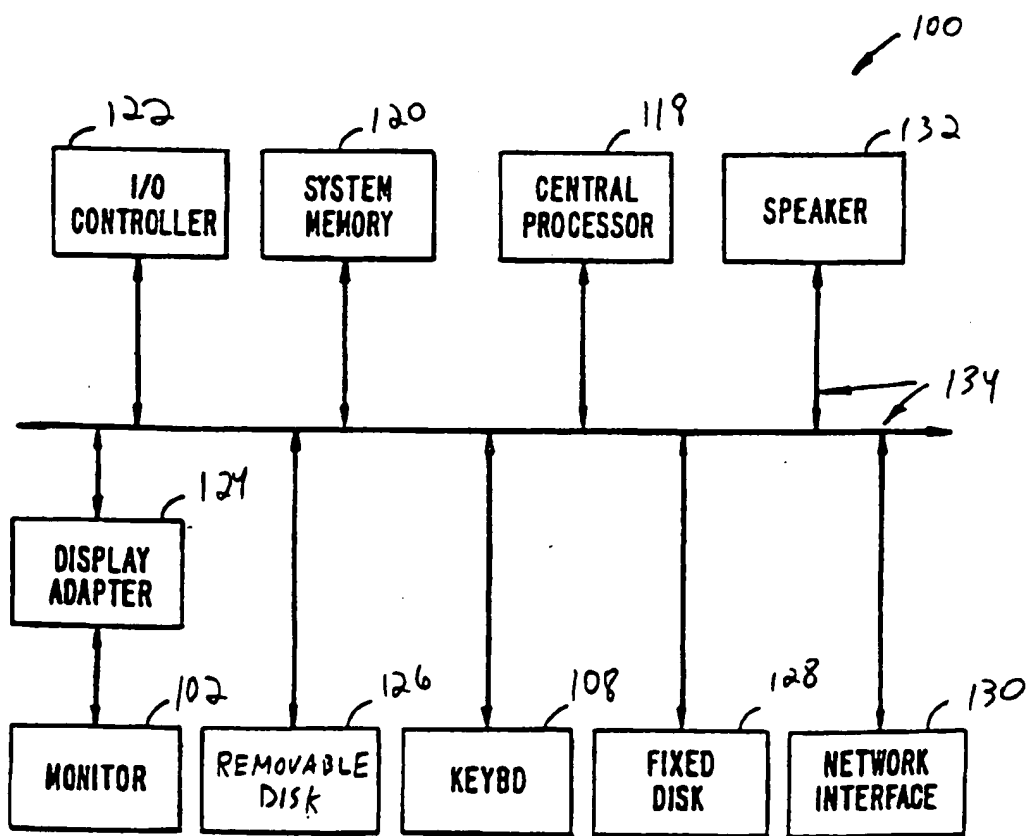 100
122
120
118
132
I/O
CONTROLLER
SYSTEM
MEMORY
CENTRAL
PROCESSOR
SPEAKER
134
124
DISPLAY
ADAPTER
102
126
108
128
130
MONITOR
REMOVABLE
DISK
KEYBD
FIXED
DISK
NETWORK
INTERFACE